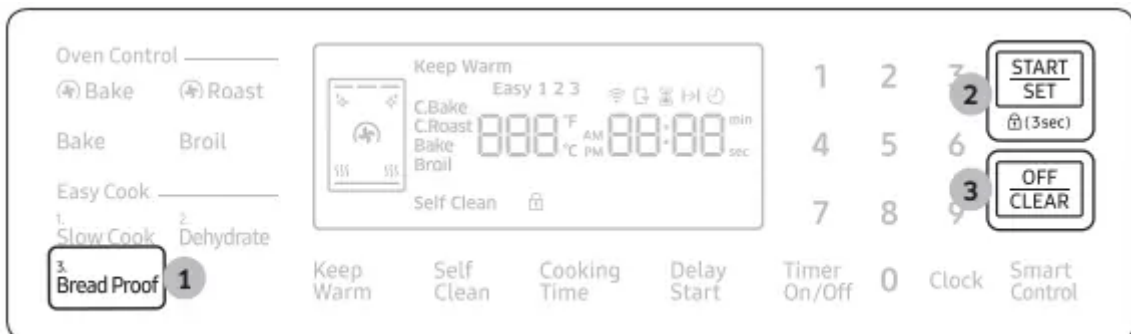 Oven Control
Bake Roast
Bake Broil
Easy Cook
1. 2.
Slow Cook Dehydrate
3.
Bread Proof 1
Keep Warm
Easy 1 2 3
C.Bake
C.Roast
Bake
Broil
888 °F °C AM PM 88:88 min sec
Self Clean
Keep Warm
Self Clean
Cooking Time
Delay Start
Timer On/Off
1 2 3
4 5 6
7 8 9
0 Clock
Smart Control
2
START
SET
(3sec)
3
OFF
CLEAR